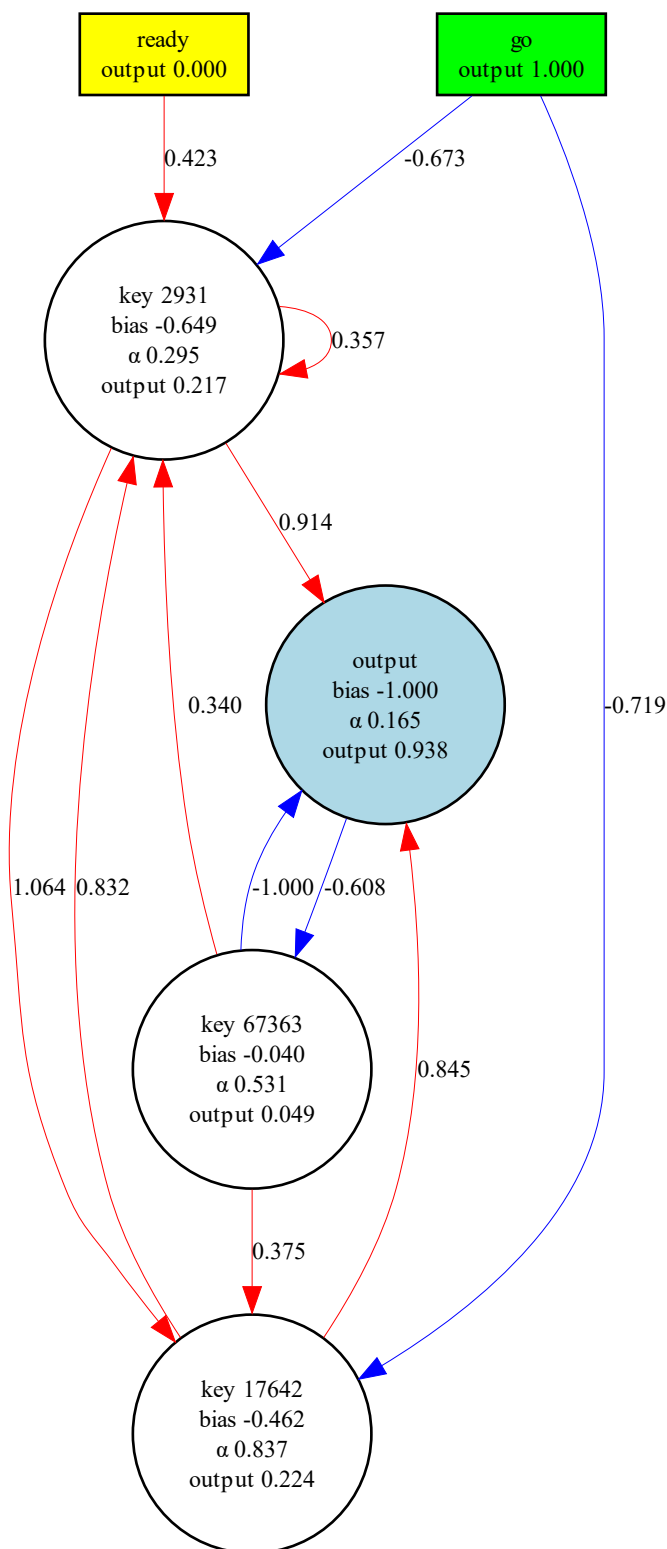 ready
output 0.000
go
output 1.000
0.423
-0.673
key 2931
bias -0.649
α 0.295
output 0.217
0.357
0.914
output
bias -1.000
α 0.165
output 0.938
0.340
-0.719
1.064
0.832
-1.000
-0.608
key 67363
bias -0.040
α 0.531
output 0.049
0.845
0.375
key 17642
bias -0.462
α 0.837
output 0.224